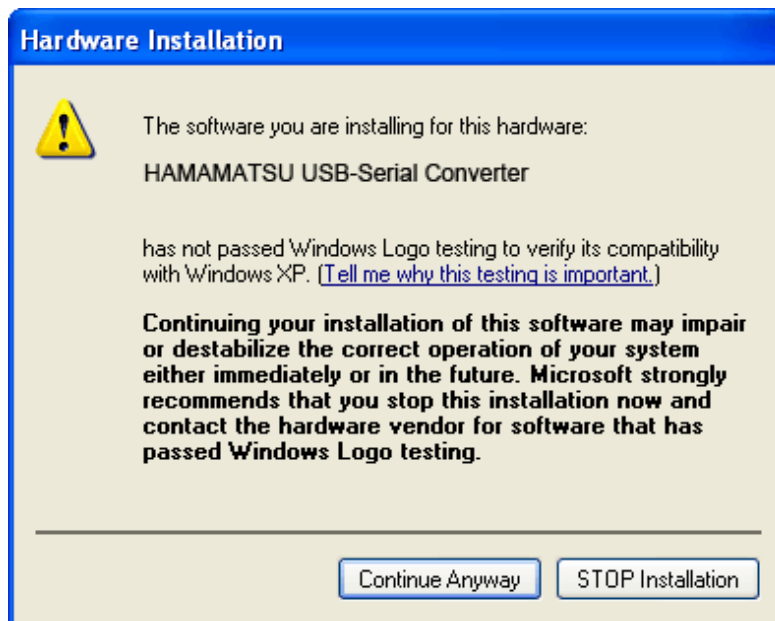 Hardware Installation
The software you are installing for this hardware:
HAMAMATSU USB-Serial Converter
has not passed Windows Logo testing to verify its compatibility
with Windows XP. (Tell me why this testing is important.)
Continuing your installation of this software may impair
or destabilize the correct operation of your system
either immediately or in the future. Microsoft strongly
recommends that you stop this installation now and
contact the hardware vendor for software that has
passed Windows Logo testing.
Continue Anyway
STOP Installation